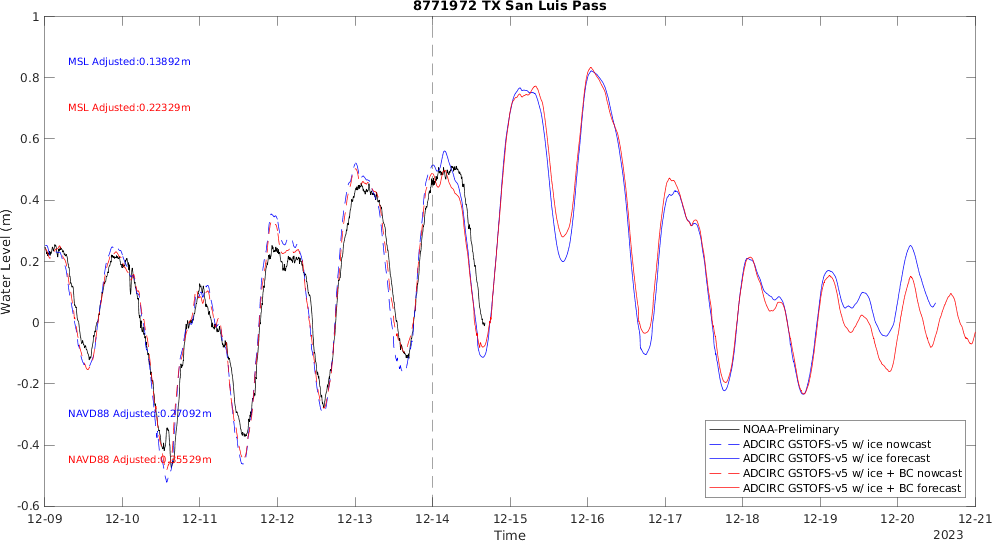 8771972 TX San Luis Pass
Water Level (m)
1
0.8
0.6
0.4
0.2
0
-0.2
-0.4
-0.6
MSL Adjusted:0.13892m
MSL Adjusted:0.22329m
NAVD88 Adjusted:0.27092m
NAVD88 Adjusted:0.35529m
NOAA-Preliminary
ADCIRC GSTOFS-v5 w/ ice nowcast
ADCIRC GSTOFS-v5 w/ ice forecast
ADCIRC GSTOFS-v5 w/ ice + BC nowcast
ADCIRC GSTOFS-v5 w/ ice + BC forecast
12-09 12-10 12-11 12-12 12-13 12-14 12-15 12-16 12-17 12-18 12-19 12-20 12-21
Time
2023